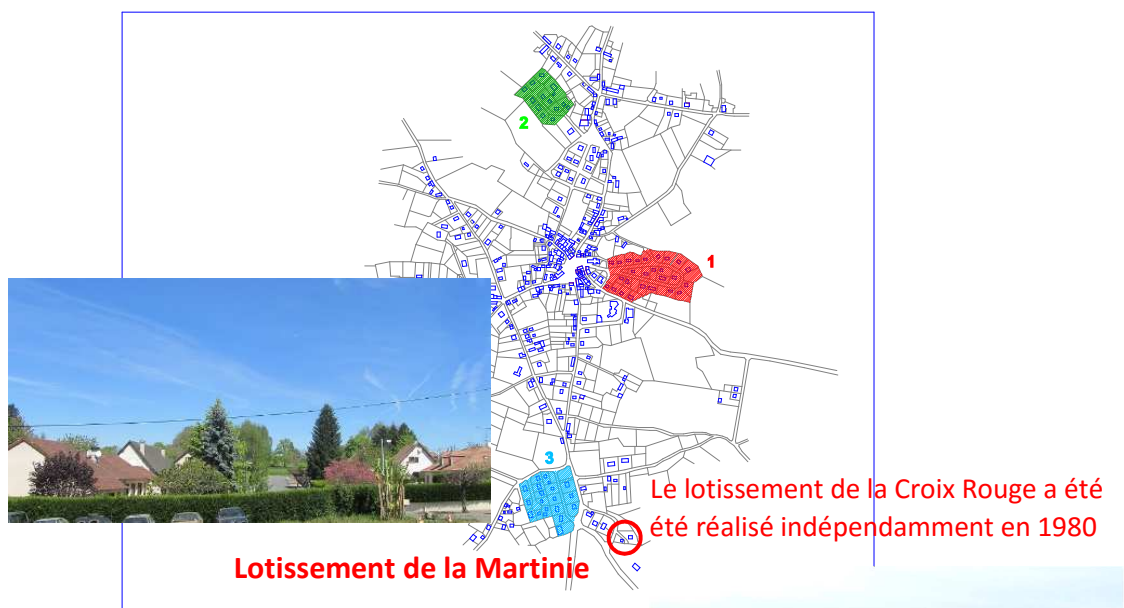 2
1
3
Le lotissement de la Croix Rouge a été
été réalisé indépendamment en 1980
Lotissement de la Martinie